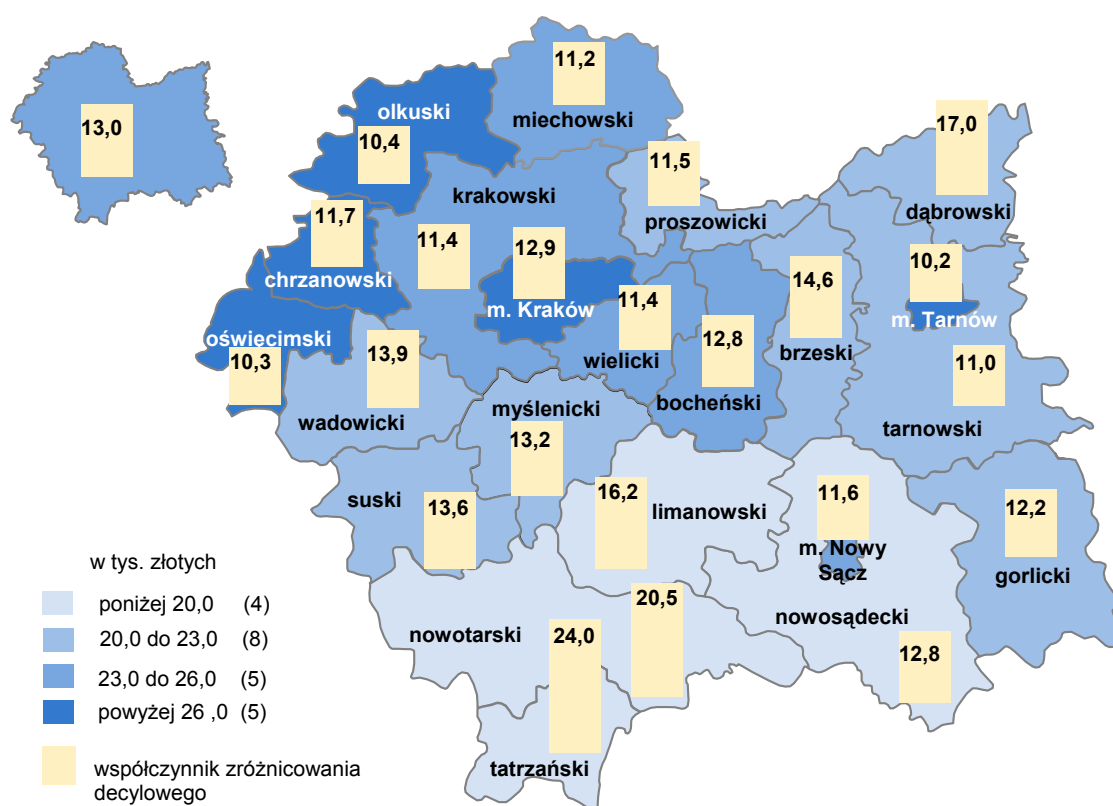 13,0
11,2
miechowski
olkuski
10,4
17,0
dąbrowski
11,5
proszowicki
krakowski
11,4
11,7
chrzanowski
12,9
m. Kraków
10,2
m. Tarnów
14,6
brzeski
11,4
wielicki
12,8
bocheński
oświęcimski
10,3
13,9
wadowicki
11,0
tarnowski
myślenicki
13,2
suski
13,6
16,2
limanowski
11,6
m. Nowy
Sącz
12,2
gorlicki
nowotarski
20,5
nowosądecki
12,8
24,0
tatrzański
w tys. złotych
poniżej 20,0 (4)
20,0 do 23,0 (8)
23,0 do 26,0 (5)
powyżej 26 ,0 (5)
współczynnik zróżnicowania
decylowego